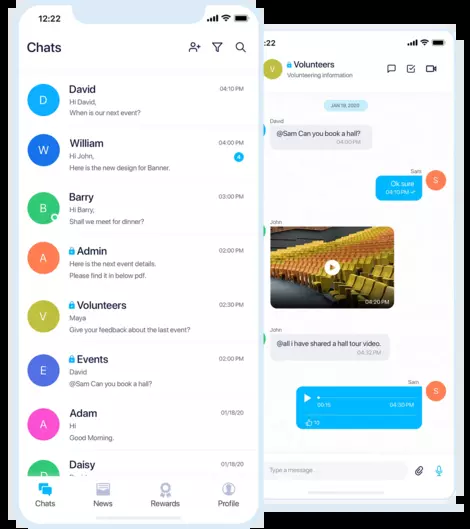 12:22
Chats
D
David
04:10 PM
Hi David,
When is our next event?
W
William
04:00 PM
Hi John,
Here is the new design for Banner.
B
Barry
03:00 PM
Hi Barry,
Shall we meet for dinner?
A
Admin
02:00 PM
Here is the next event details.
Please find it in below pdf.
V
Volunteers
02:30 PM
Maya
Give your feedback about the last event?
E
Events
02:00 PM
David
@Sam Can you book a hall?
A
Adam
01/18/20
Hi
Good Morning.
D
Daisy
01/18/20
Chats
News
Rewards
Profile
:22
V
Volunteers
Volunteering information
JAN 19, 2020
David
@Sam Can you book a hall?
04:00 PM
Sam
Ok sure
04:10 PM
S
John
04:20 PM
John
@all i have shared a hall tour video.
04:32 PM
Sam
S
00:15
04:50 PM
10
Type a message...